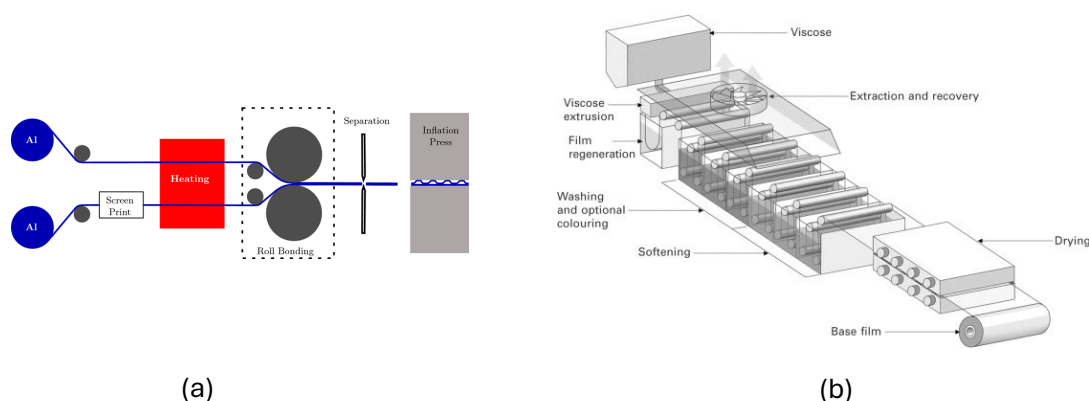 Al
Al
Screen
Print
Heating
Roll Bonding
Separation
Inflation
Press
(a)
Viscose
Viscose
extrusion
Extraction and recovery
Film
regeneration
Washing
and optional
colouring
Softening
Drying
Base film
(b)